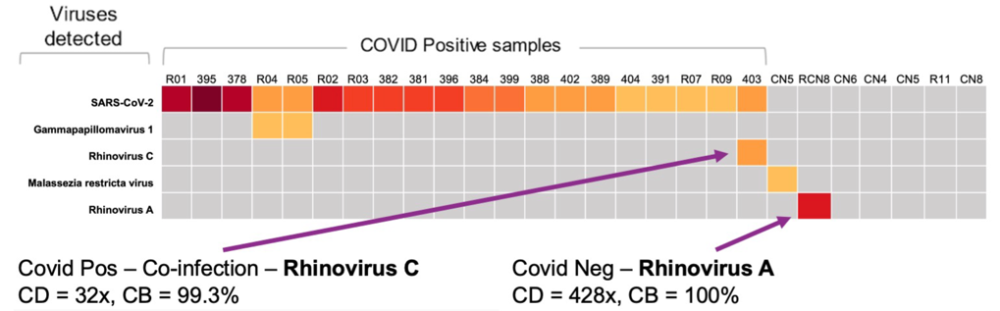 Viruses
detected
COVID Positive samples
R01 395 378 R04 R05 R02 R03 382 381 396 384 399 388 402 389 404 391 R07 R09 403 CN5 RCN8 CN6 CN4 CN5 R11 CN8
SARS-CoV-2
Gammapapillomavirus 1
Rhinovirus C
Malassezia restricta virus
Rhinovirus A
Covid Pos – Co-infection – Rhinovirus C
CD = 32x, CB = 99.3%
Covid Neg – Rhinovirus A
CD = 428x, CB = 100%